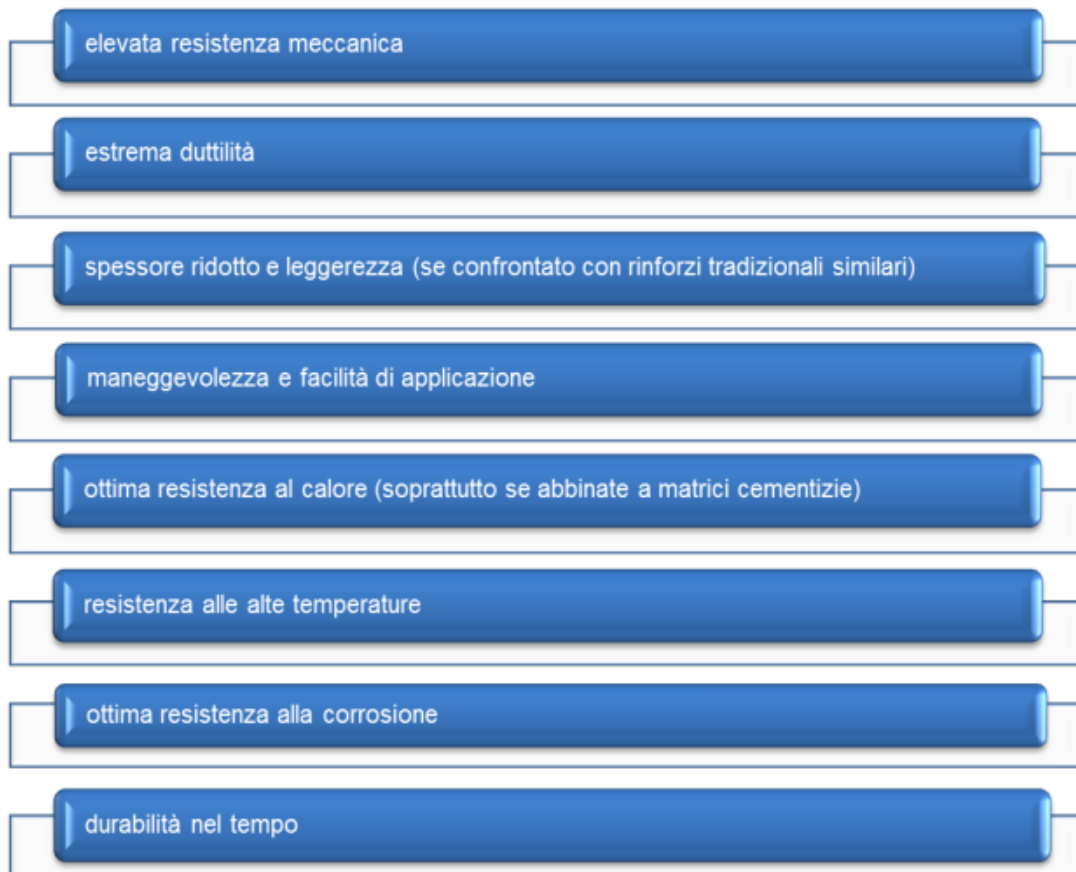 elevata resistenza meccanica
estrema duttilità
spessore ridotto e leggerezza (se confrontato con rinforzi tradizionali similari)
maneggevolezza e facilità di applicazione
ottima resistenza al calore (soprattutto se abbinate a matrici cementizie)
resistenza alle alte temperature
ottima resistenza alla corrosione
durabilità nel tempo